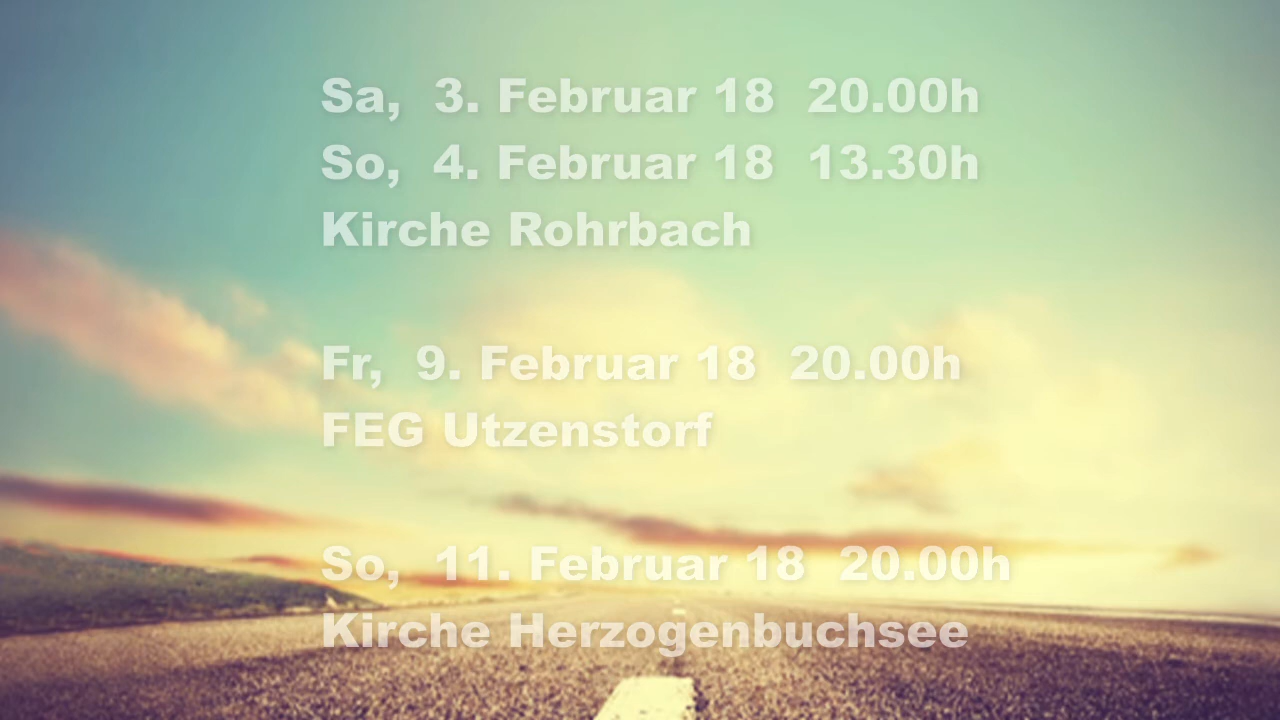 Sa,  3. Februar 18  20.00h
So,  4. Februar 18  13.30h
Kirche Rohrbach
Fr,  9. Februar 18  20.00h
FEG Utzenstorf
So,  11. Februar 18  20.00h
Kirche Herzogenbuchsee